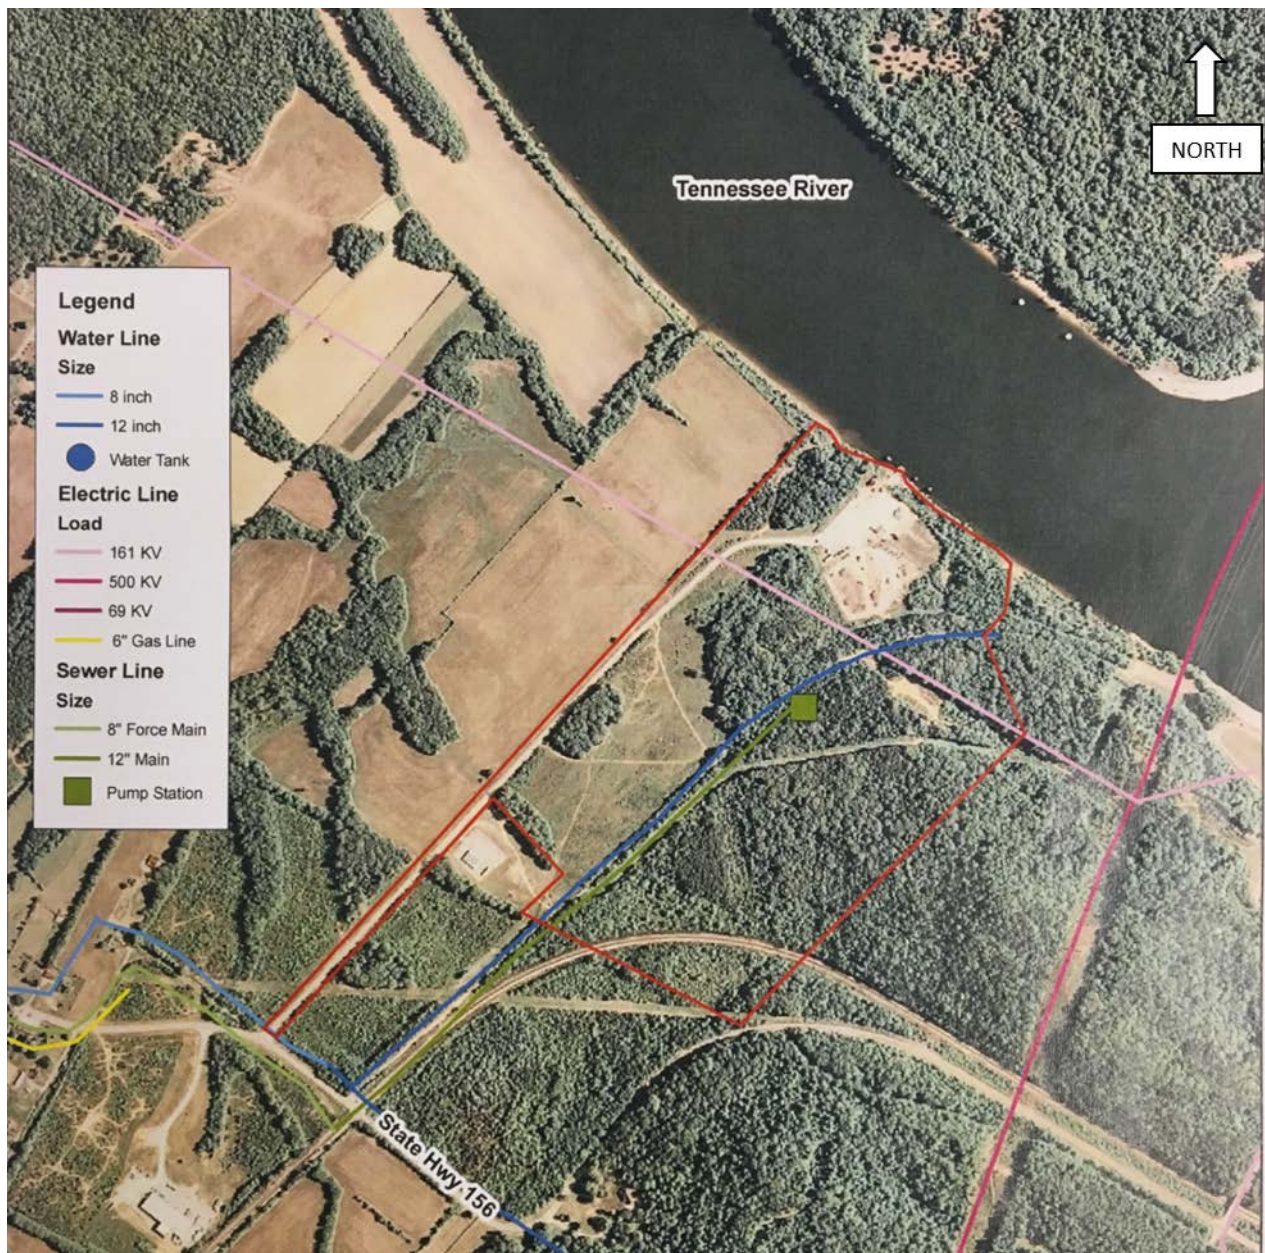 NORTH
Tennessee River
Legend
Water Line
Size
8 inch
12 inch
Water Tank
Electric Line
Load
161 KV
500 KV
69 KV
6" Gas Line
Sewer Line
Size
8" Force Main
12" Main
Pump Station
State Hwy 156